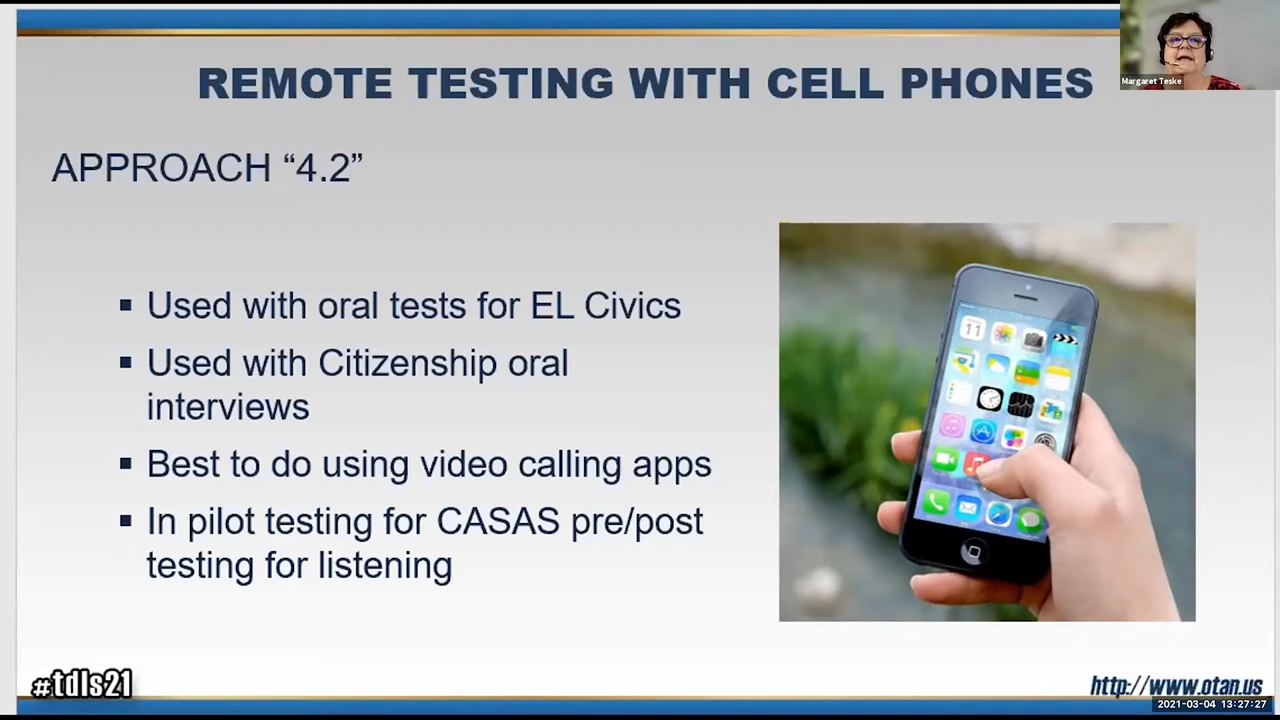 REMOTE TESTING WITH CELL PHONES
Margaret Teske
APPROACH “4.2”
▪ Used with oral tests for EL Civics
▪ Used with Citizenship oral
interviews
▪ Best to do using video calling apps
▪ In pilot testing for CASAS pre/post
testing for listening
11
#tdls21
http://www.otan.us
2021-03-04 13:27:27